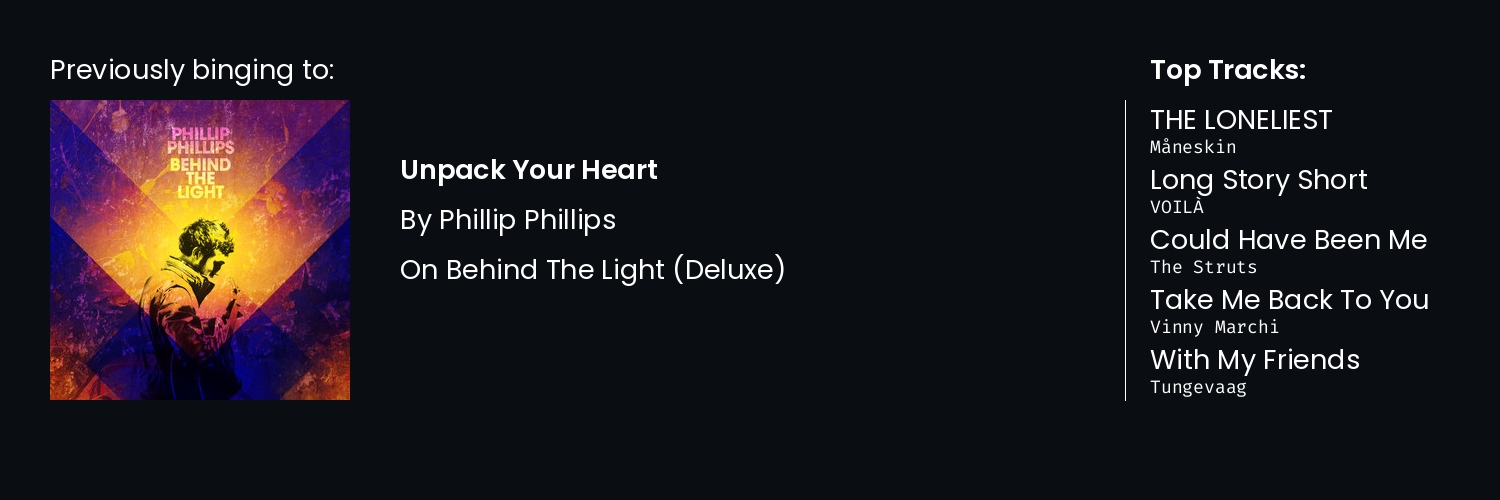 Previously binging to:
PHILLIP
PHILLIPS
BEHIND
THE
LIGHT
Unpack Your Heart
By Phillip Phillips
On Behind The Light (Deluxe)
Top Tracks:
THE LONELIEST
Måneskin
Long Story Short
VOILÀ
Could Have Been Me
The Struts
Take Me Back To You
Vinny Marchi
With My Friends
Tungevaag